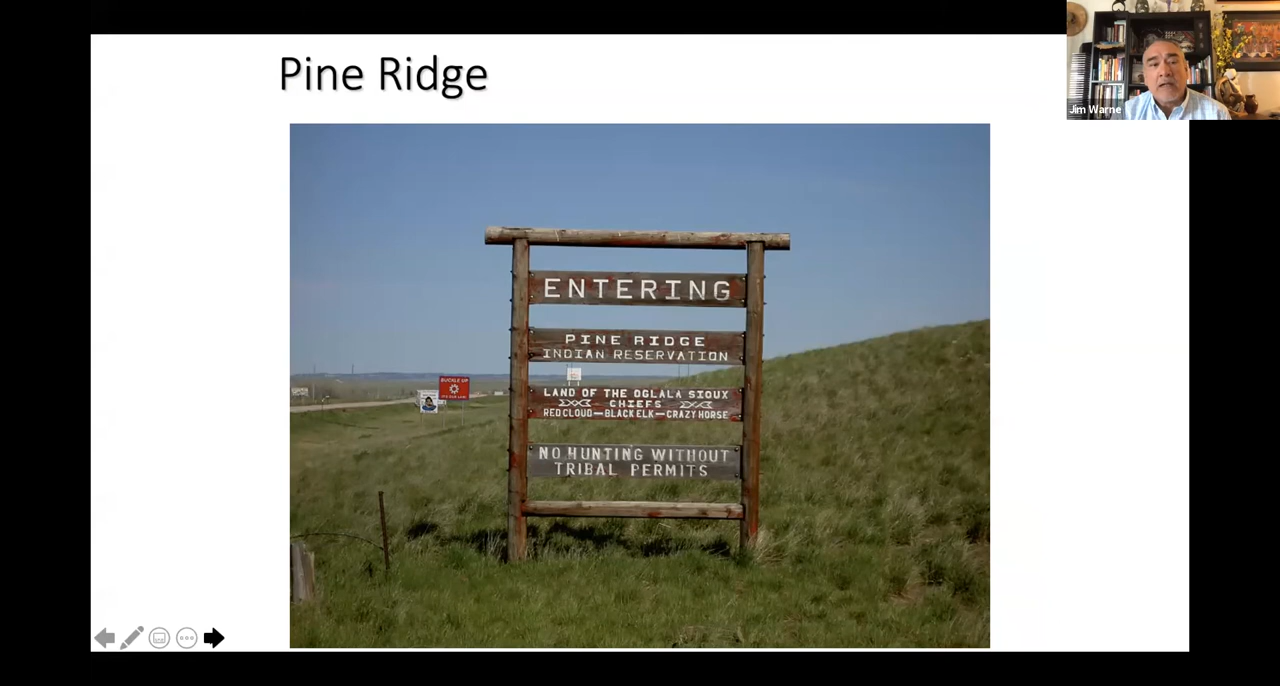 Pine Ridge
Jim Warne
ENTERING
PINE RIDGE
INDIAN RESERVATION
LAND OF THE OGLALA SIOUX
CHIEFS
RED CLOUD—BLACK ELK—CRAZY HORSE
NO HUNTING WITHOUT
TRIBAL PERMITS
BUCKLE UP